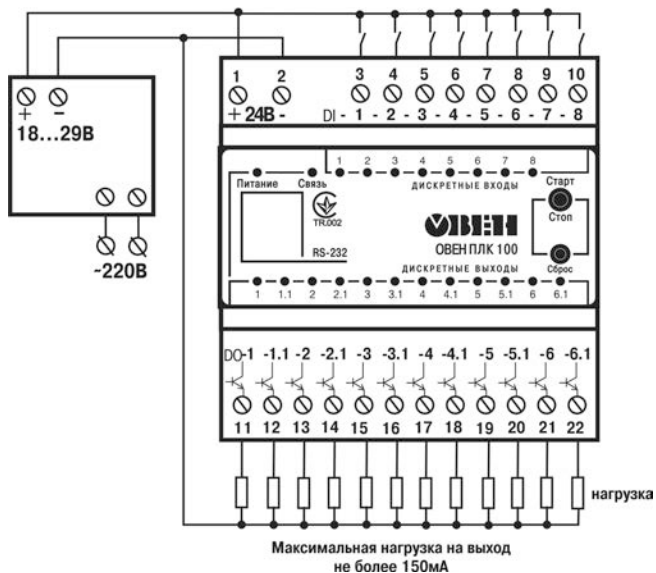 1 2 3 4 5 6 7 8 9 10
+ 24В - DI - 1 - 2 - 3 - 4 - 5 - 6 - 7 - 8
+ -
18...29В
~220В
1 2 3 4 5 6 7 8
Питание Связь ДИСКРЕТНЫЕ ВХОДЫ Старт
Стоп
TR.002
ОВЕН
RS-232 ОВЕН ПЛК 100
ДИСКРЕТНЫЕ ВЫХОДЫ Сброс
1 1.1 2 2.1 3 3.1 4 4.1 5 5.1 6 6.1
DO-1 -1.1 -2 -2.1 -3 -3.1 -4 -4.1 -5 -5.1 -6 -6.1
11 12 13 14 15 16 17 18 19 20 21 22
нагрузка
Максимальная нагрузка на выход
не более 150мА